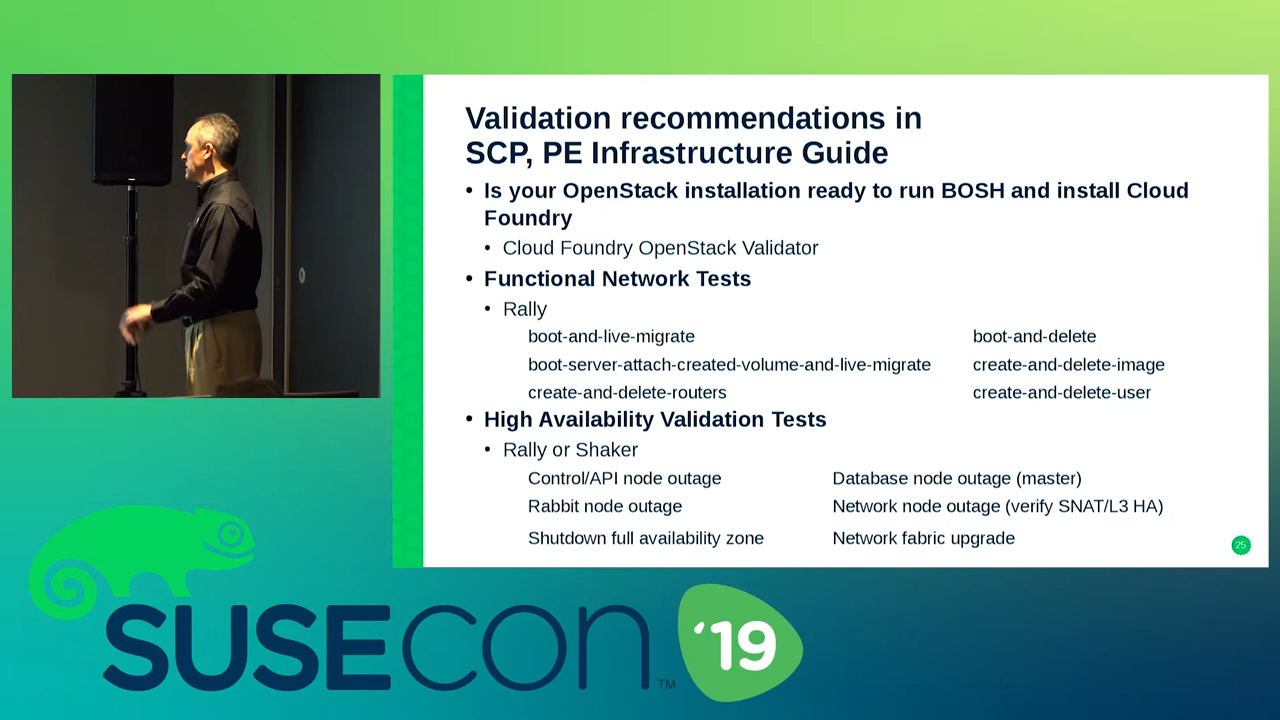 Validation recommendations in
SCP, PE Infrastructure Guide
• Is your OpenStack installation ready to run BOSH and install Cloud
Foundry
• Cloud Foundry OpenStack Validator
• Functional Network Tests
• Rally
boot-and-live-migrate boot-and-delete
boot-server-attach-created-volume-and-live-migrate create-and-delete-image
create-and-delete-routers create-and-delete-user
• High Availability Validation Tests
• Rally or Shaker
Control/API node outage Database node outage (master)
Rabbit node outage Network node outage (verify SNAT/L3 HA)
Shutdown full availability zone Network fabric upgrade
25
SUSECON ™ ‘19